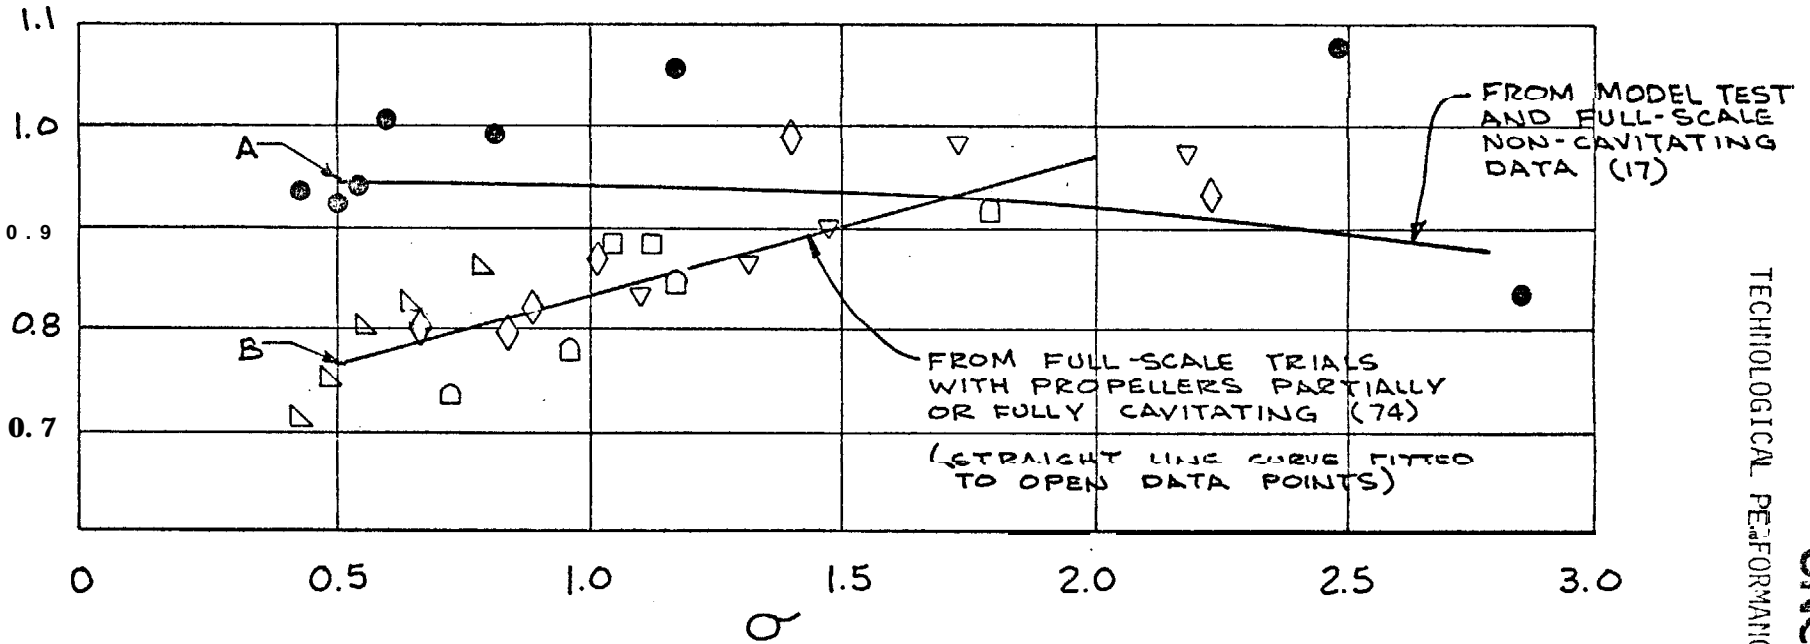 1.1
1.0
0.9
0.8
0.7
A
B
FROM MODEL TEST
AND FULL-SCALE
NON-CAVITATING
DATA (17)
FROM FULL-SCALE TRIALS
WITH PROPELLERS PARTIALLY
OR FULLY CAVITATING (74)
(STRAIGHT LINE CURVE FITTED
TO OPEN DATA POINTS)
0 0.5 1.0 1.5 2.0 2.5 3.0
σ
TECHNOLOGICAL PERFORMANC